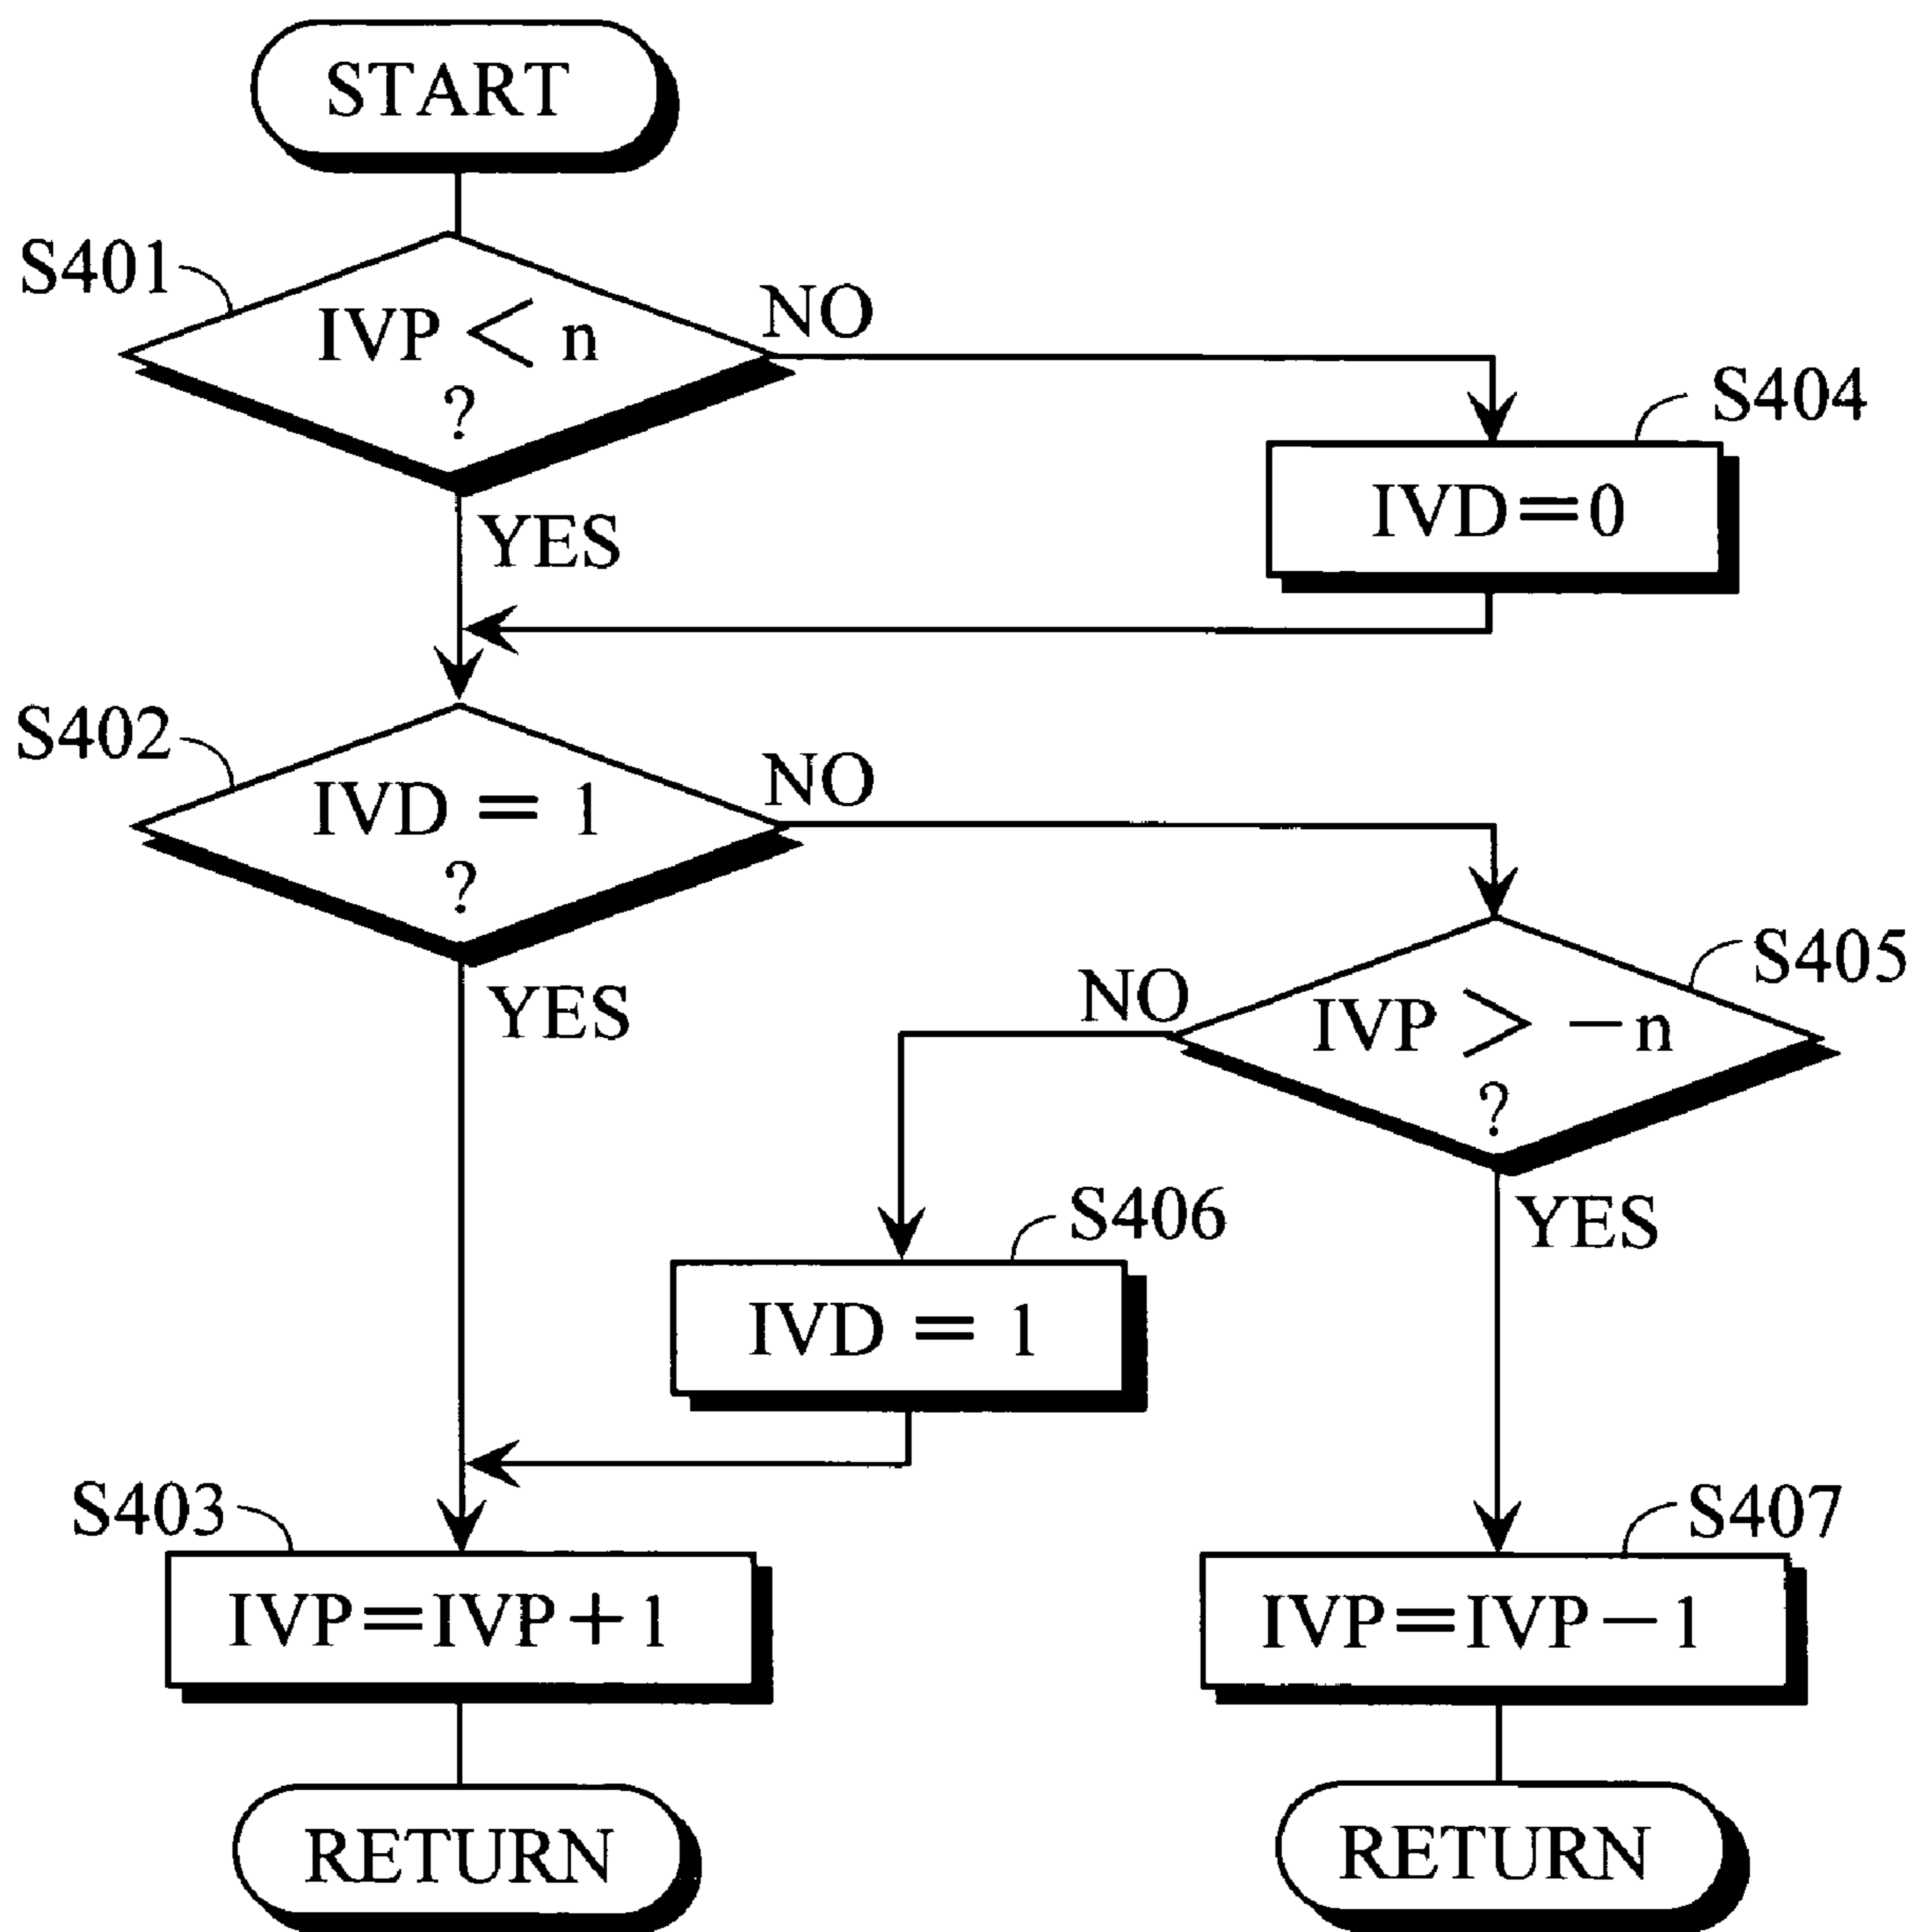 START
S401
IVP < n
?
NO
YES
S404
IVD=0
S402
IVD = 1
?
NO
YES
S405
IVP > −n
?
NO
YES
S406
IVD = 1
S403
IVP=IVP+1
S407
IVP=IVP−1
RETURN
RETURN